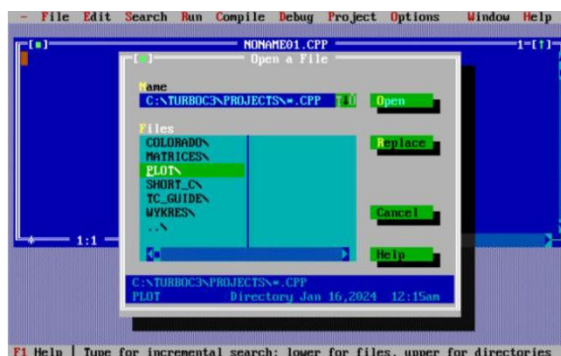 File Edit Search Run Compile Debug Project Options Window Help
NONAME01.CPP 1
Open a File
Name
C:\TURBOC3\PROJECTS\*.CPP
Open
Files
Replace
COLORADO\
MATRICES\
PLOT\
SHORT_C\
TC_GUIDE\
WYKRES\
..\
Cancel
Help
1:1
C:\TURBOC3\PROJECTS\*.CPP
PLOT Directory Jan 16,2024 12:15am
F1 Help | Type for incremental search: lower for files, upper for directories